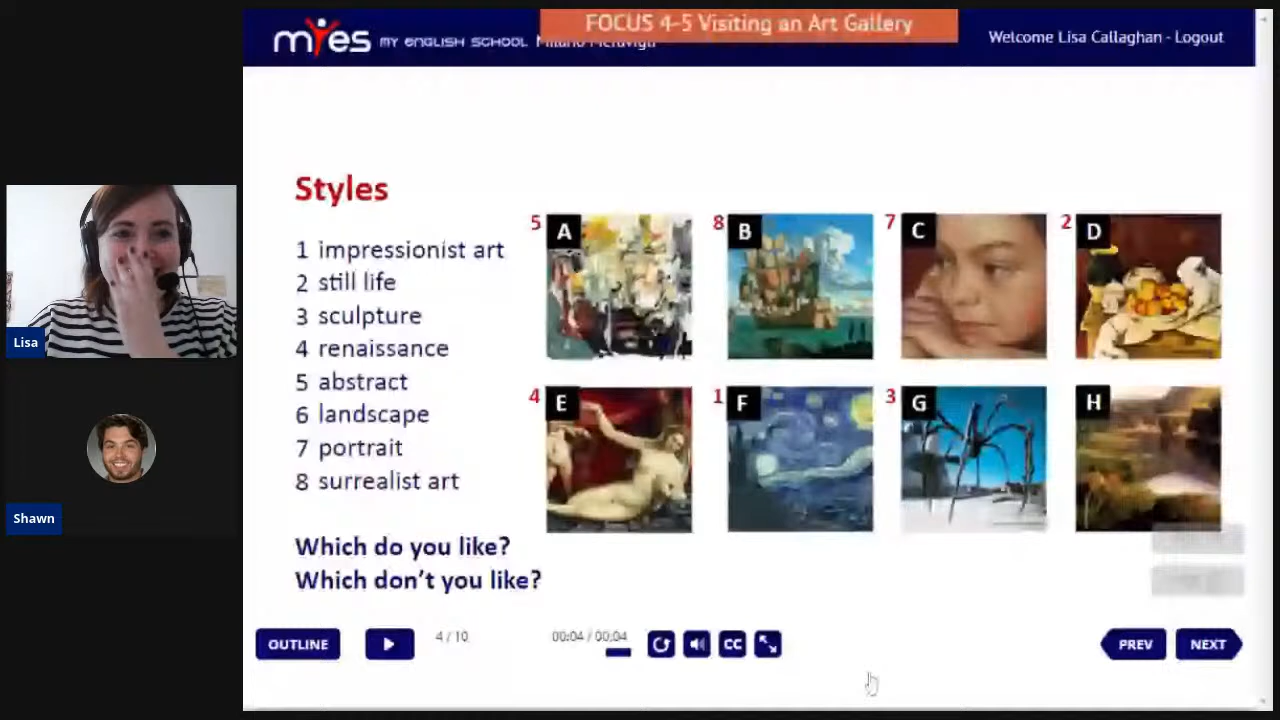 FOCUS 4-5 Visiting an Art Gallery
myes MY ENGLISH SCHOOL Milano Meravigli
Welcome Lisa Callaghan - Logout
Styles
1 impressionist art
2 still life
3 sculpture
4 renaissance
5 abstract
6 landscape
7 portrait
8 surrealist art
5 A
8 B
7 C
2 D
4 E
1 F
3 G
H
Which do you like?
Which don't you like?
Lisa
Shawn
OUTLINE
4 / 10
00:04 / 00:04
CC
PREV
NEXT